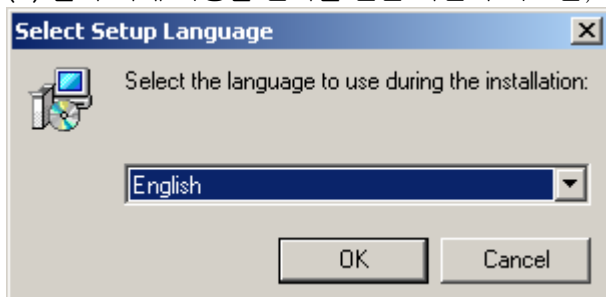 Select Setup Language
Select the language to use during the installation:
English
OK
Cancel